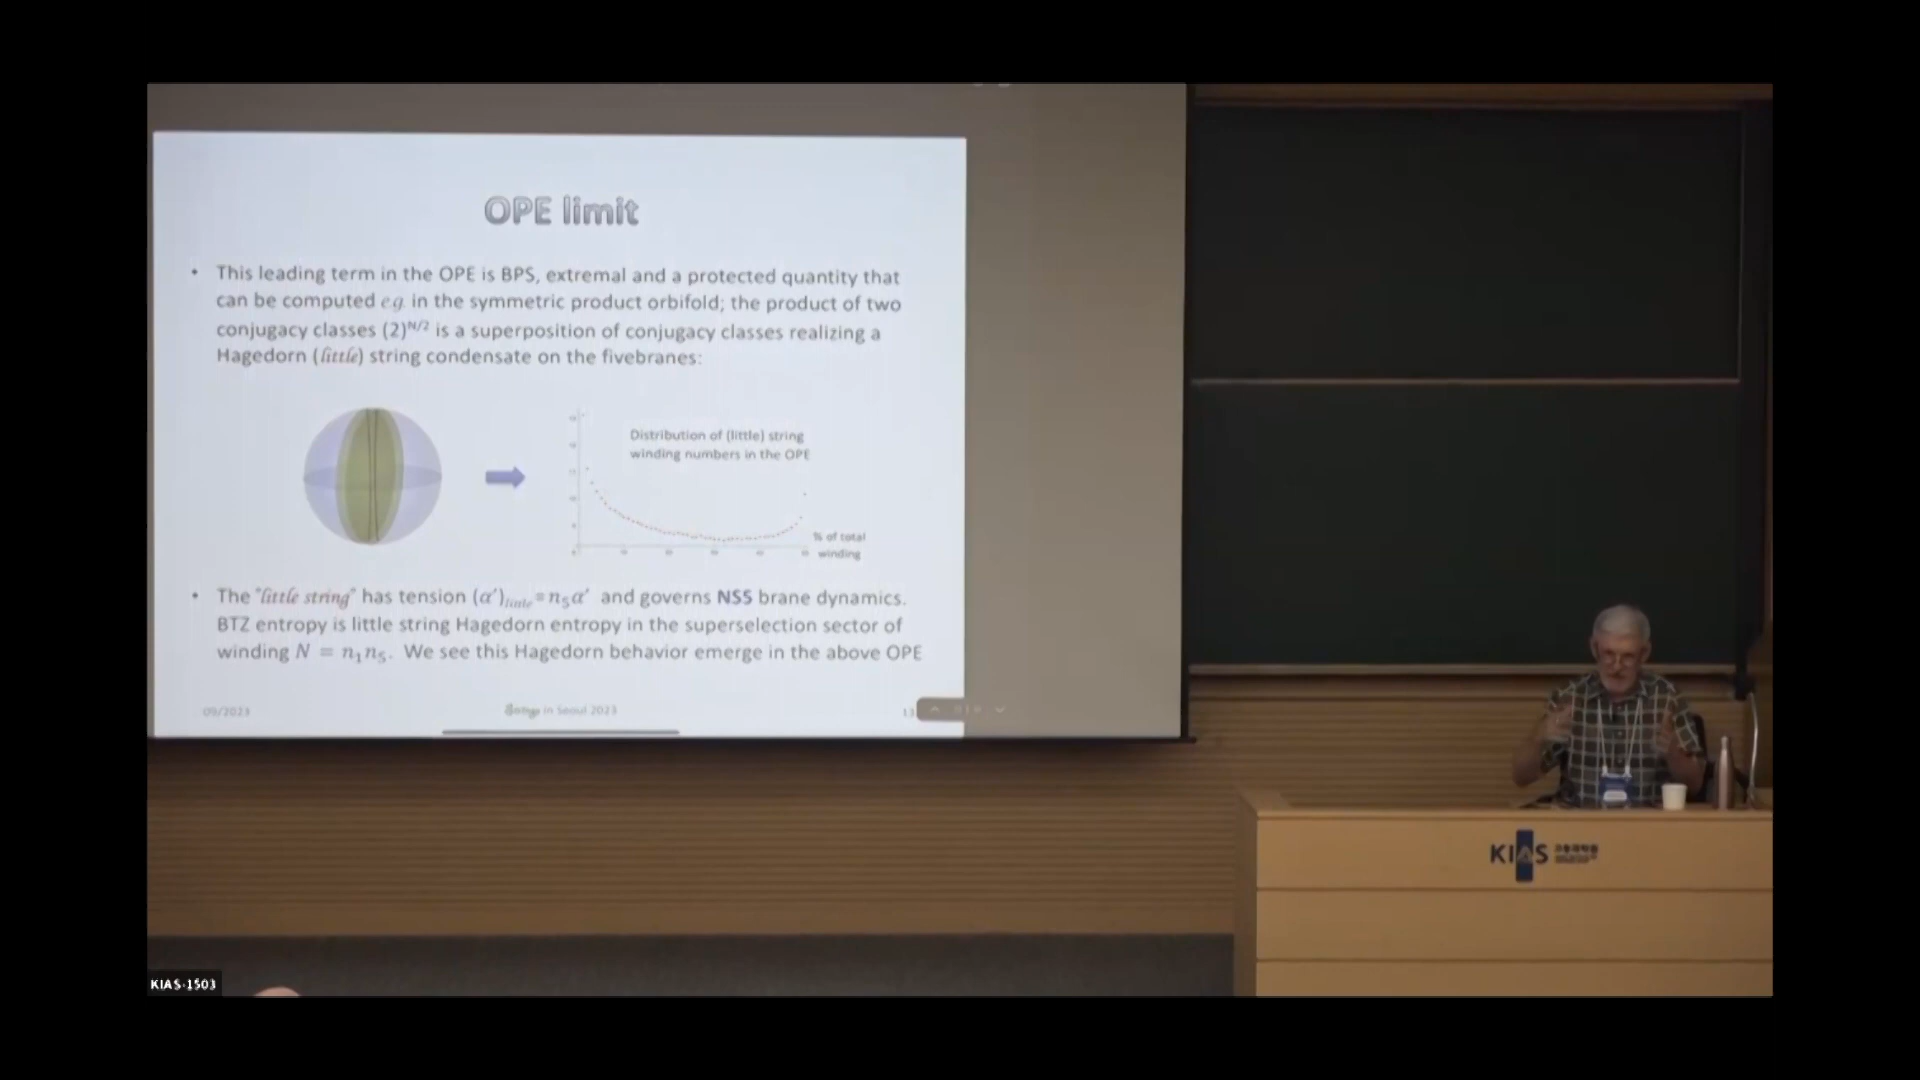 OPE limit
• This leading term in the OPE is BPS, extremal and a protected quantity that
can be computed e.g. in the symmetric product orbifold; the product of two
conjugacy classes (2)ᴺ/² is a superposition of conjugacy classes realizing a
Hagedorn (little) string condensate on the fivebranes:
Distribution of (little) string
winding numbers in the OPE
% of total
winding
• The "little string" has tension (α')little = n₅α' and governs NS5 brane dynamics.
BTZ entropy is little string Hagedorn entropy in the superselection sector of
winding N = n₁n₅. We see this Hagedorn behavior emerge in the above OPE
09/2023
Strings in Seoul 2023
13
KIAS
KIAS-1503